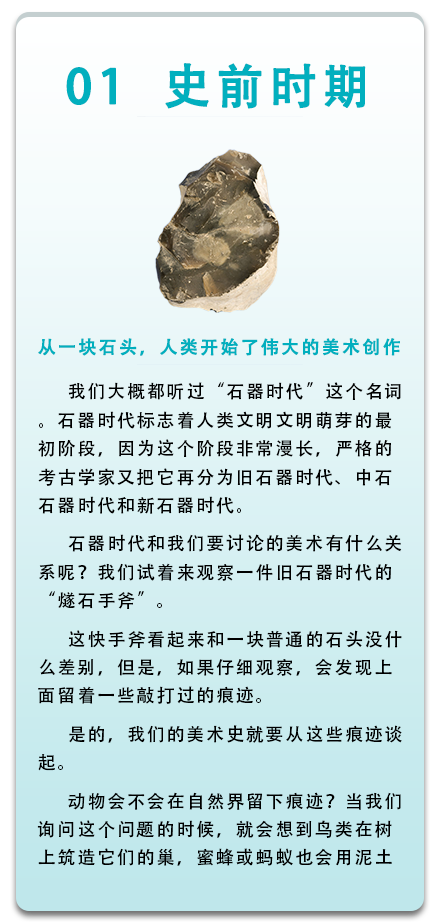 01 史前时期
从一块石头，人类开始了伟大的美术创作
我们大概都听过“石器时代”这个名词
。石器时代标志着人类文明文明萌芽的最
初阶段，因为这个阶段非常漫长，严格的
考古学家又把它再分为旧石器时代、中石
石器时代和新石器时代。
石器时代和我们要讨论的美术有什么关
系呢？我们试着来观察一件旧石器时代的
“燧石手斧”。
这快手斧看起来和一块普通的石头没什
么差别，但是，如果仔细观察，会发现上
面留着一些敲打过的痕迹。
是的，我们的美术史就要从这些痕迹谈
起。
动物会不会在自然界留下痕迹？当我们
询问这个问题的时候，就会想到鸟类在树
上筑造它们的巢，蜜蜂或蚂蚁也会用泥土